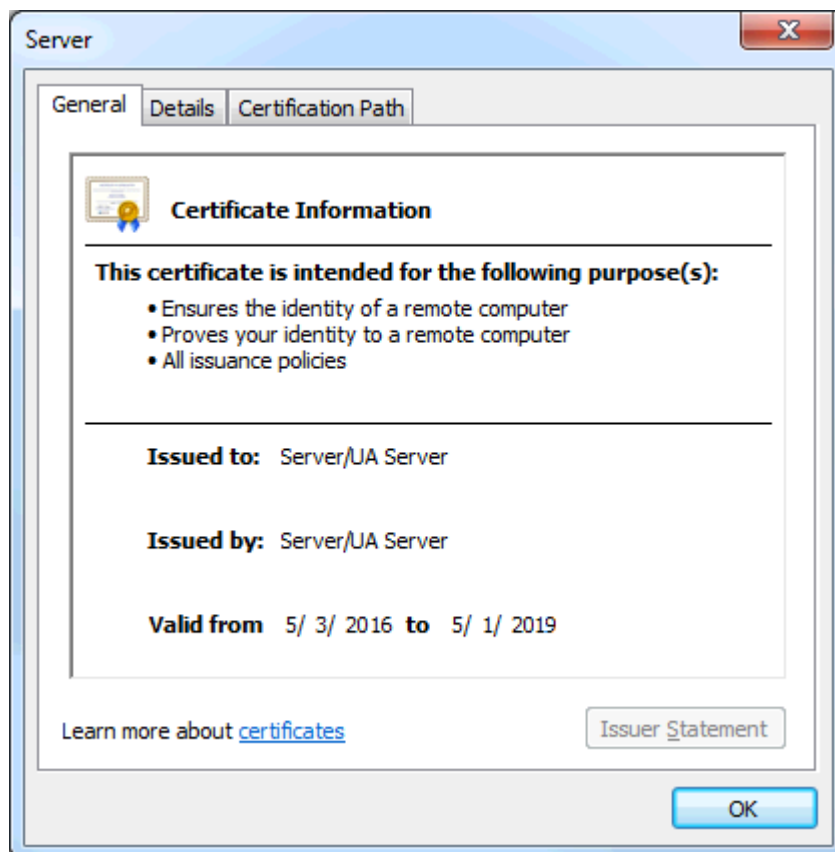 Server
General
Details
Certification Path
Certificate Information
This certificate is intended for the following purpose(s):
• Ensures the identity of a remote computer
• Proves your identity to a remote computer
• All issuance policies
Issued to: Server/UA Server
Issued by: Server/UA Server
Valid from 5/ 3/ 2016 to 5/ 1/ 2019
Learn more about certificates
Issuer Statement
OK